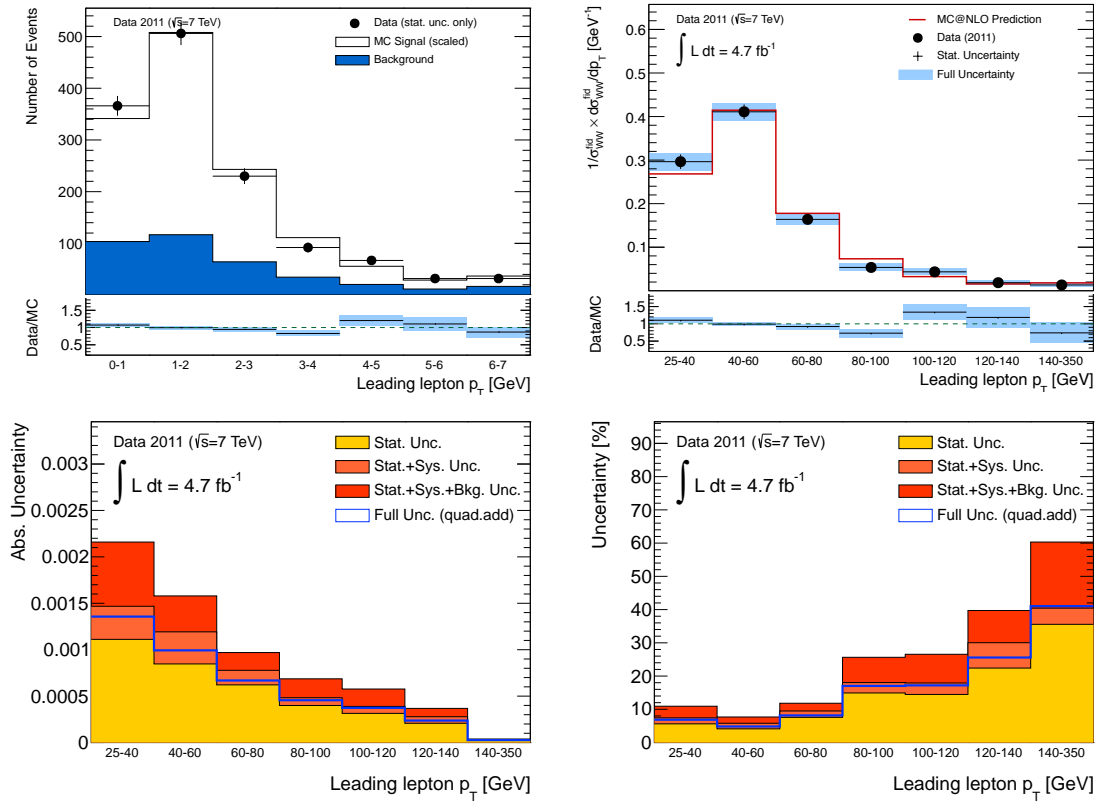 Data 2011 (√s=7 TeV)
Data (stat. unc. only)
MC Signal (scaled)
Background
Number of Events
500
400
300
200
100
Data/MC
1.5
1
0.5
0-1 1-2 2-3 3-4 4-5 5-6 6-7
Leading lepton p_T [GeV]
Data 2011 (√s=7 TeV)
∫ L dt = 4.7 fb⁻¹
MC@NLO Prediction
Data (2011)
Stat. Uncertainty
Full Uncertainty
1/σ_WW^fid × dσ_WW^fid/dp_T [GeV⁻¹]
0.6
0.5
0.4
0.3
0.2
0.1
Data/MC
1.5
1
0.5
25-40 40-60 60-80 80-100 100-120 120-140 140-350
Leading lepton p_T [GeV]
Data 2011 (√s=7 TeV)
∫ L dt = 4.7 fb⁻¹
Stat. Unc.
Stat.+Sys. Unc.
Stat.+Sys.+Bkg. Unc.
Full Unc. (quad.add)
Abs. Uncertainty
0.003
0.0025
0.002
0.0015
0.001
0.0005
0
25-40 40-60 60-80 80-100 100-120 120-140 140-350
Leading lepton p_T [GeV]
Data 2011 (√s=7 TeV)
∫ L dt = 4.7 fb⁻¹
Stat. Unc.
Stat.+Sys. Unc.
Stat.+Sys.+Bkg. Unc.
Full Unc. (quad.add)
Uncertainty [%]
90
80
70
60
50
40
30
20
10
0
25-40 40-60 60-80 80-100 100-120 120-140 140-350
Leading lepton p_T [GeV]